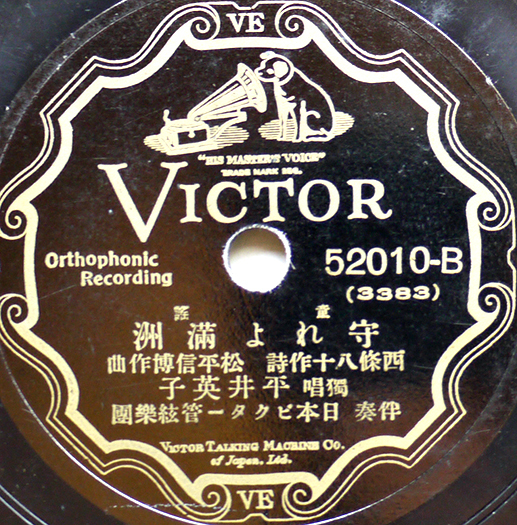 VE
"HIS MASTER'S VOICE"
TRADE MARK REG.
VICTOR
Orthophonic
Recording
52010-B
(3383)
童謠
守れよ滿洲
西條八十作詩 松平信博作曲
獨唱 平井英子
伴奏 日本ビクター管絃樂團
VICTOR TALKING MACHINE CO.
of Japan, Ltd.
VE